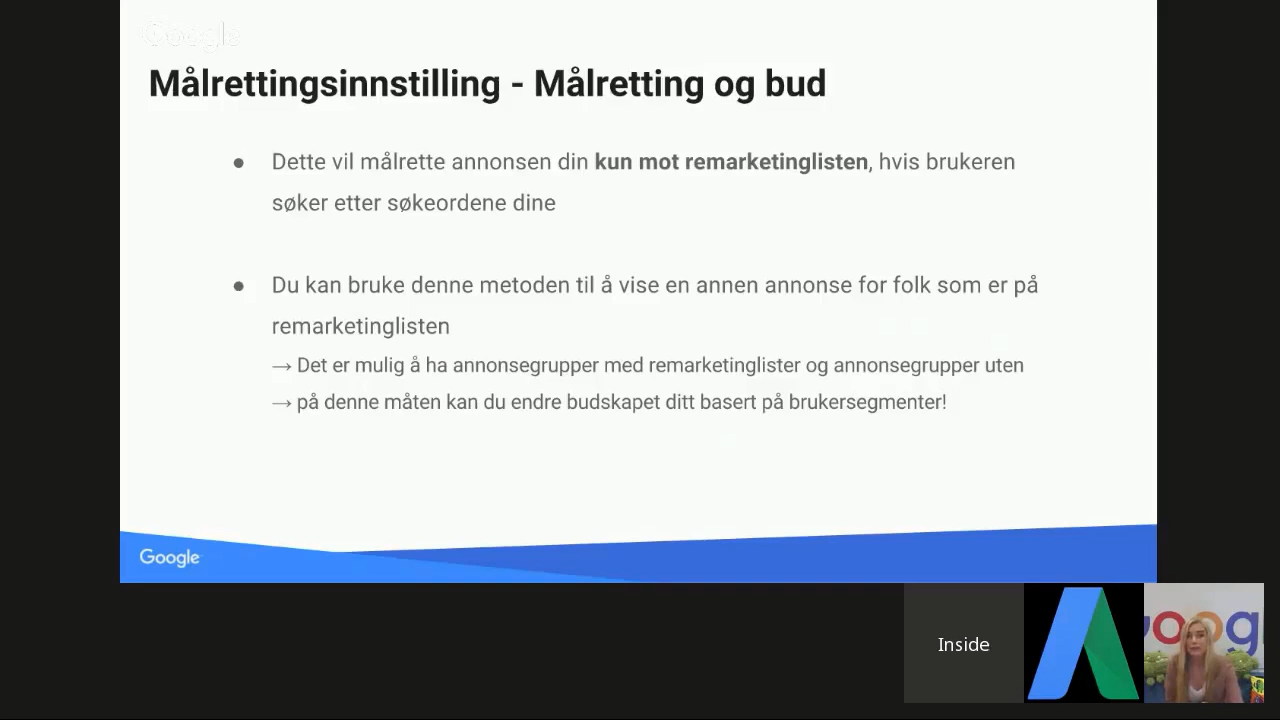 Google
Målrettingsinnstilling - Målretting og bud
● Dette vil målrette annonsen din kun mot remarketinglisten, hvis brukeren
søker etter søkeordene dine
● Du kan bruke denne metoden til å vise en annen annonse for folk som er på
remarketinglisten
→ Det er mulig å ha annonsegrupper med remarketinglister og annonsegrupper uten
→ på denne måten kan du endre budskapet ditt basert på brukersegmenter!
Google
Inside
oog